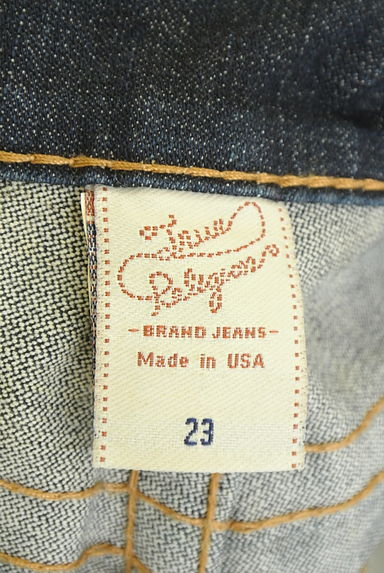 True
Religion®
-BRAND JEANS-
Made in USA
23